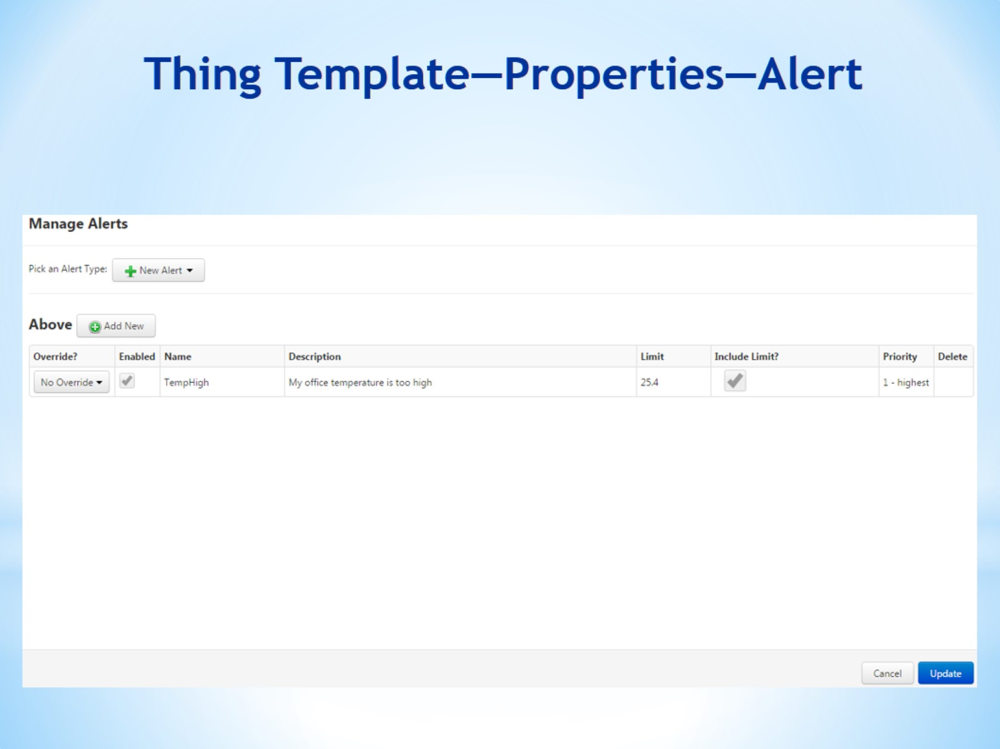 Thing Template—Properties—Alert
Manage Alerts
Pick an Alert Type: New Alert
Above Add New
Override? Enabled Name Description Limit Include Limit? Priority Delete
No Override TempHigh My office temperature is too high 25.4 1 - highest
Cancel Update